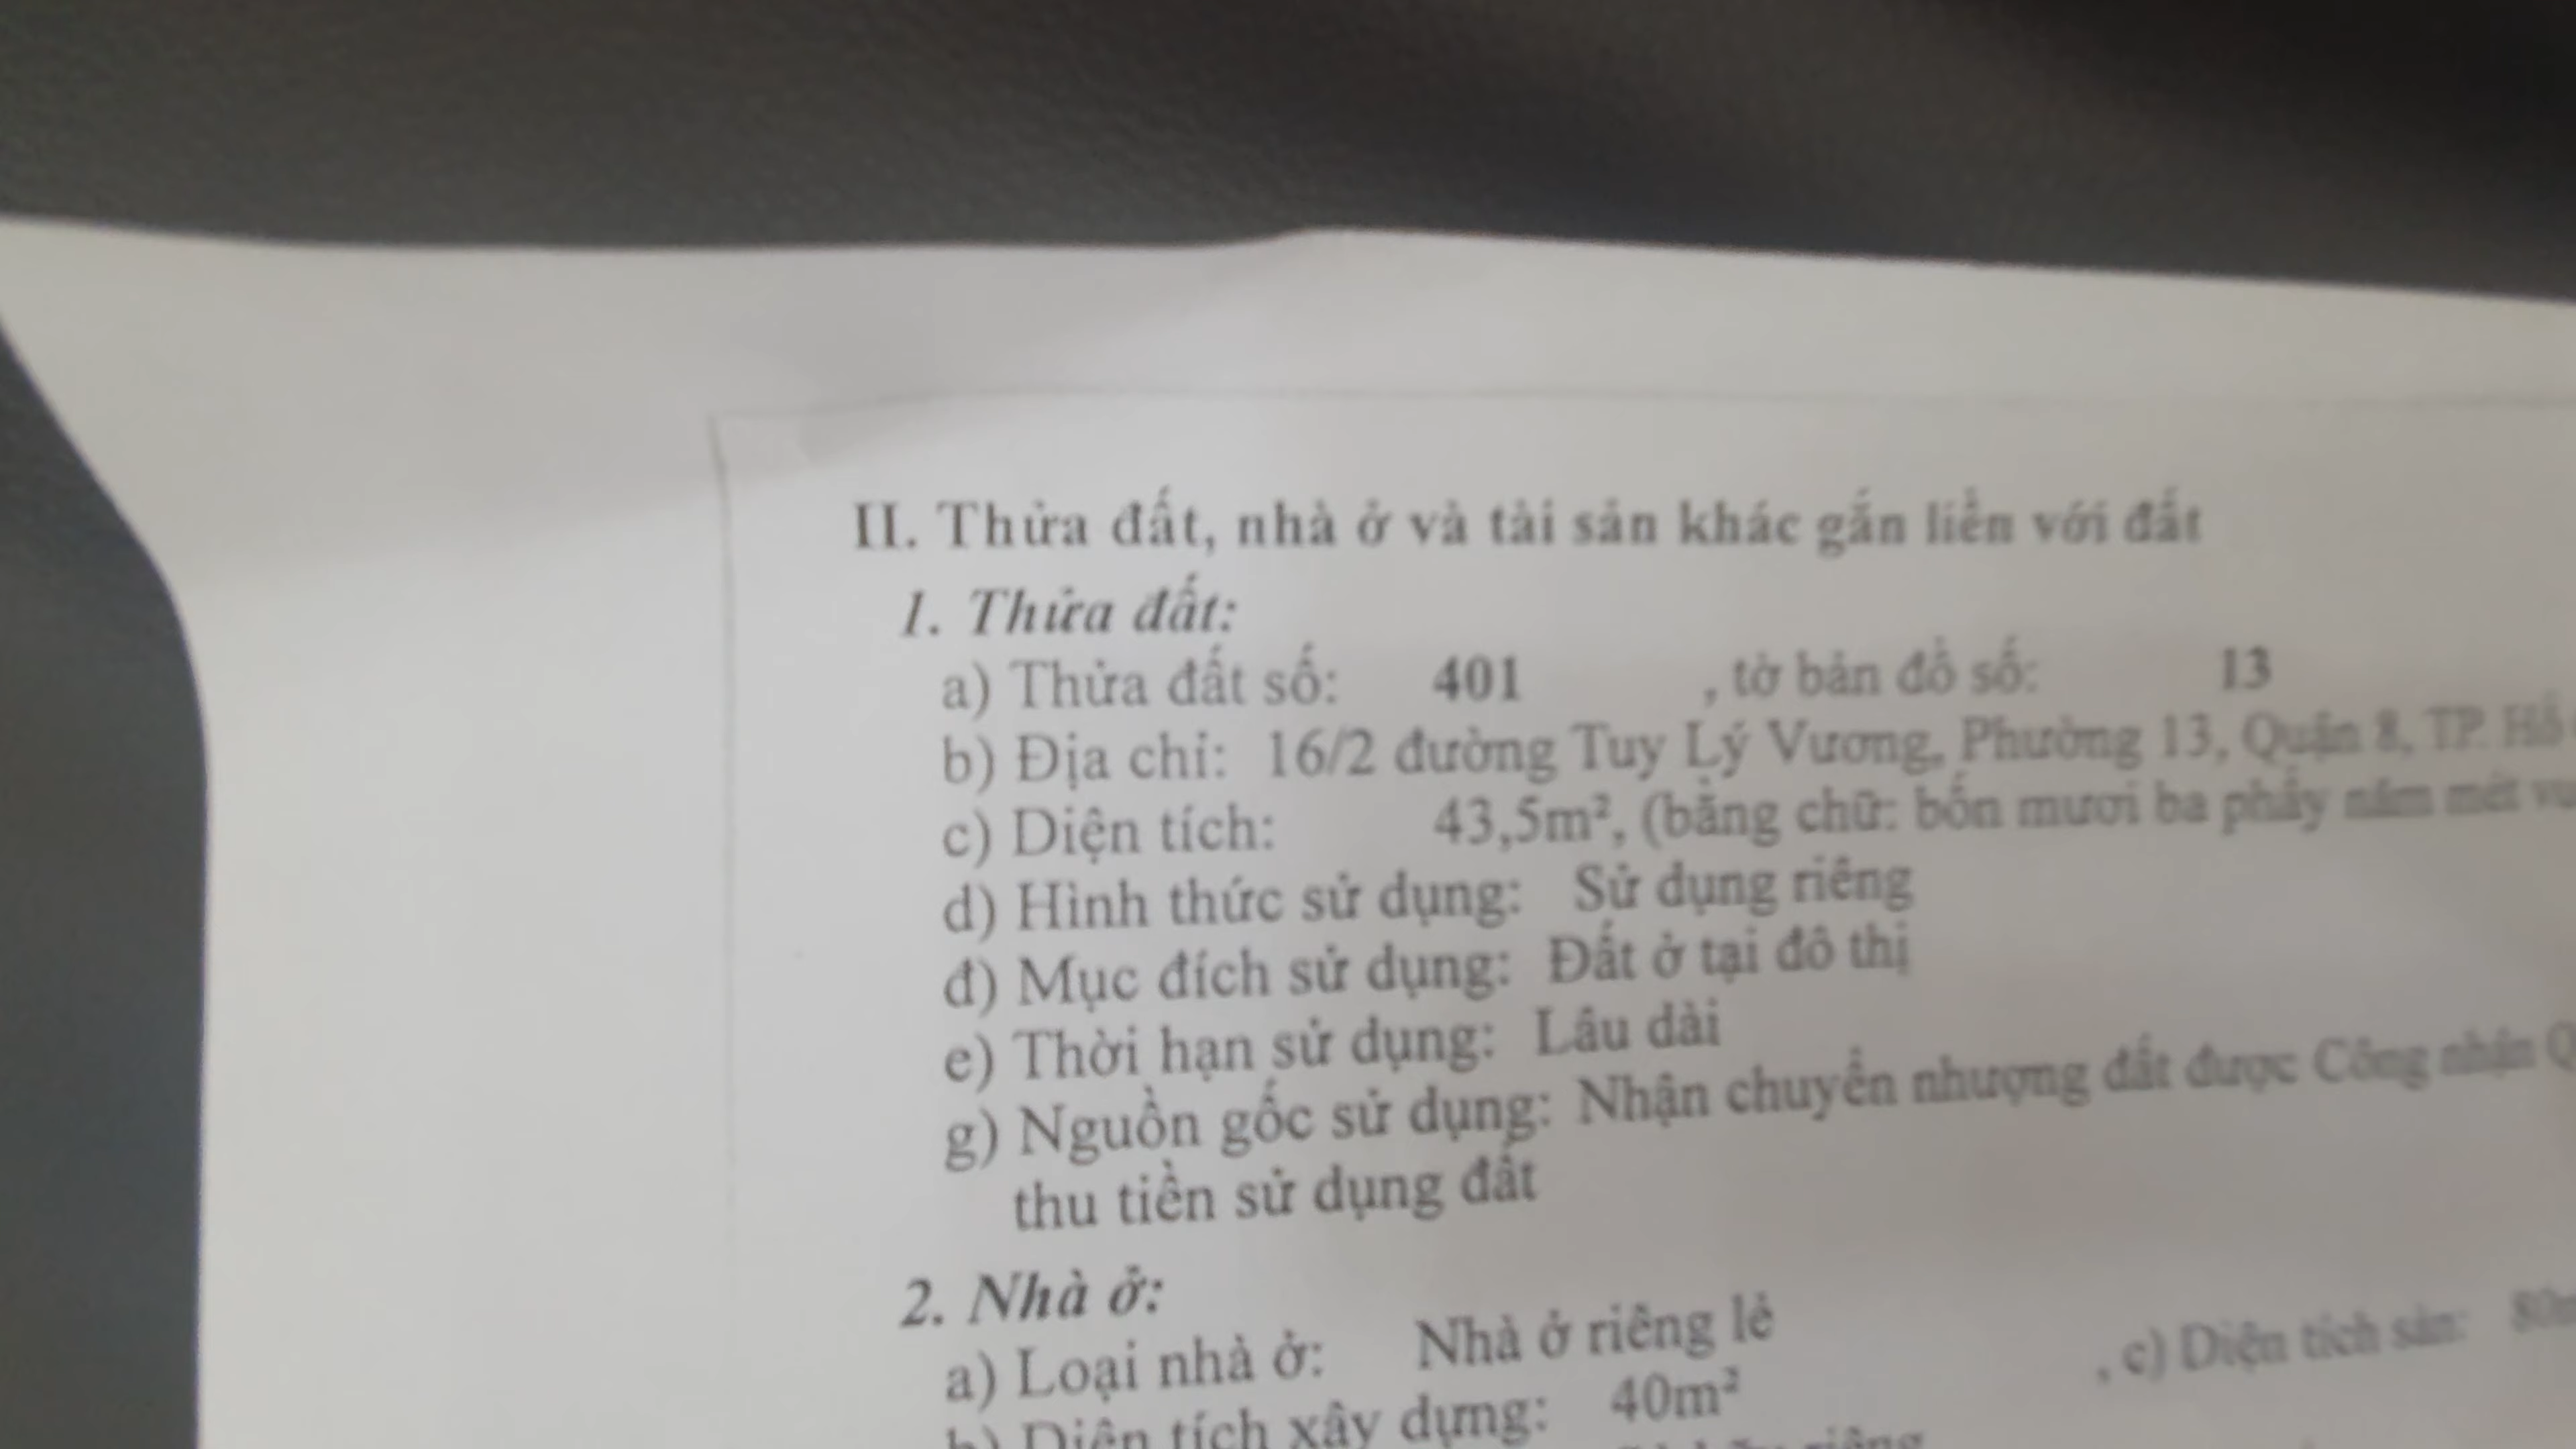 II. Thửa đất, nhà ở và tài sản khác gắn liền với đất
1. Thửa đất:
a) Thửa đất số: 401 , tờ bản đồ số: 13
b) Địa chỉ: 16/2 đường Tuy Lý Vương, Phường 13, Quận 8, TP. Hồ
c) Diện tích: 43,5m², (bằng chữ: bốn mươi ba phẩy năm mét
d) Hình thức sử dụng: Sử dụng riêng
đ) Mục đích sử dụng: Đất ở tại đô thị
e) Thời hạn sử dụng: Lâu dài
g) Nguồn gốc sử dụng: Nhận chuyển nhượng đất được Công nhận Q
thu tiền sử dụng đất
2. Nhà ở:
a) Loại nhà ở: Nhà ở riêng lẻ
b) Diện tích xây dựng: 40m² , c) Diện tích sàn:
riêng